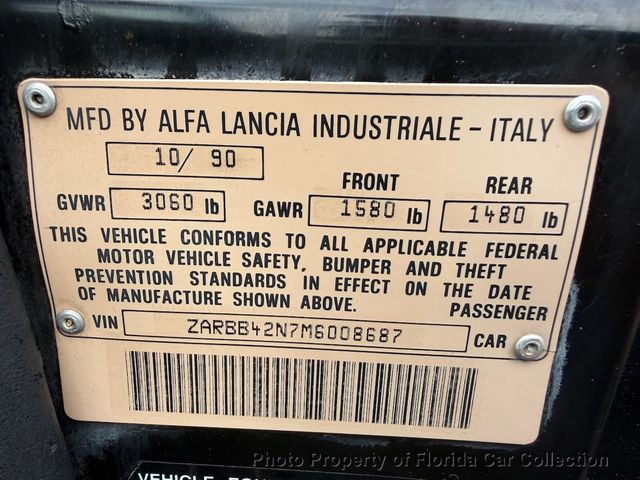 MFD BY ALFA LANCIA INDUSTRIALE - ITALY
10/ 90
FRONT REAR
GVWR 3060 lb GAWR 1580 lb 1480 lb
THIS VEHICLE CONFORMS TO ALL APPLICABLE FEDERAL
MOTOR VEHICLE SAFETY, BUMPER AND THEFT
PREVENTION STANDARDS IN EFFECT ON THE DATE
OF MANUFACTURE SHOWN ABOVE. PASSENGER
VIN ZARBB42N7M6008687 CAR
Photo Property of Florida Car Collection
VEHICLE